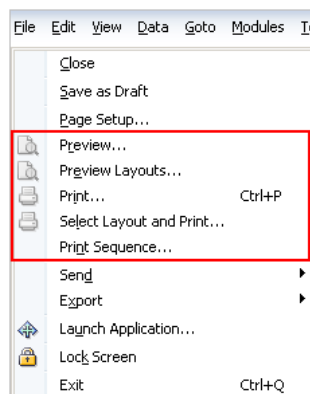 File Edit View Data Goto Modules
Close
Save as Draft
Page Setup...
Preview...
Preview Layouts...
Print... Ctrl+P
Select Layout and Print...
Print Sequence...
Send
Export
Launch Application...
Lock Screen
Exit Ctrl+Q